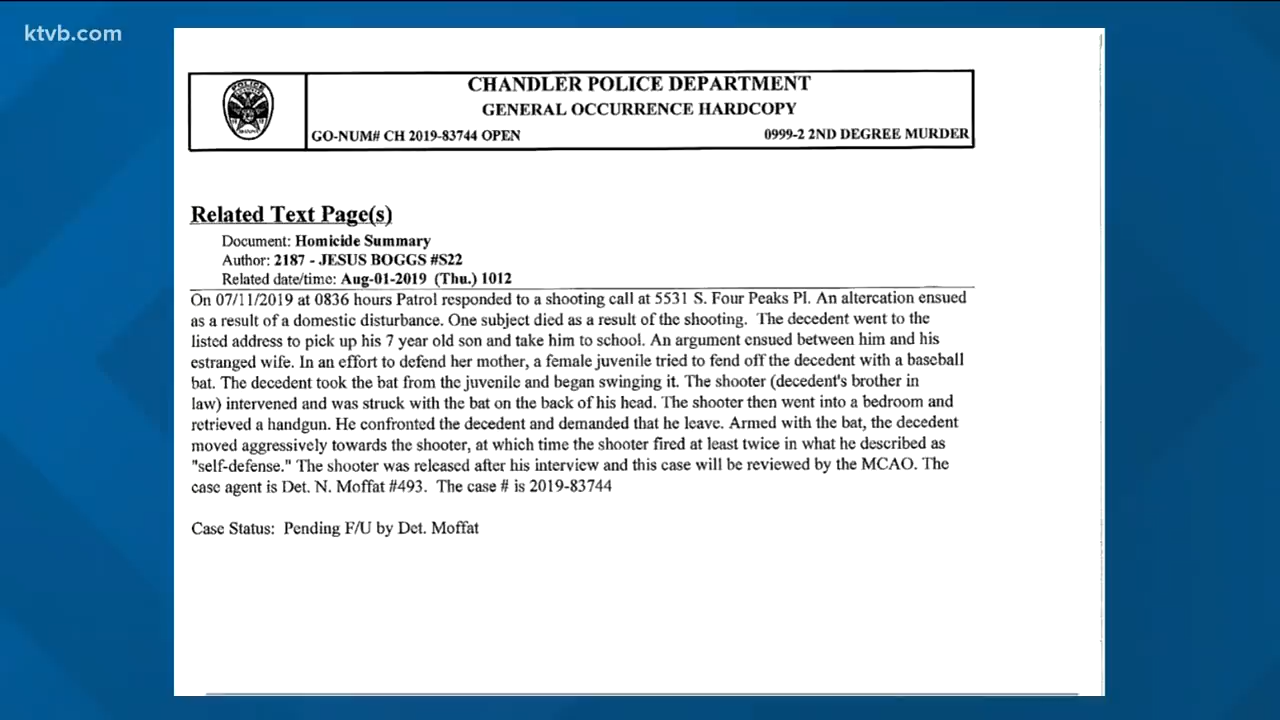 ktvb.com
POLICE
CHANDLER POLICE DEPARTMENT
GENERAL OCCURRENCE HARDCOPY
GO-NUM# CH 2019-83744 OPEN 0999-2 2ND DEGREE MURDER
Related Text Page(s)
Document: Homicide Summary
Author: 2187 - JESUS BOGGS #S22
Related date/time: Aug-01-2019 (Thu.) 1012
On 07/11/2019 at 0836 hours Patrol responded to a shooting call at 5531 S. Four Peaks Pl. An altercation ensued
as a result of a domestic disturbance. One subject died as a result of the shooting. The decedent went to the
listed address to pick up his 7 year old son and take him to school. An argument ensued between him and his
estranged wife. In an effort to defend her mother, a female juvenile tried to fend off the decedent with a baseball
bat. The decedent took the bat from the juvenile and began swinging it. The shooter (decedent's brother in
law) intervened and was struck with the bat on the back of his head. The shooter then went into a bedroom and
retrieved a handgun. He confronted the decedent and demanded that he leave. Armed with the bat, the decedent
moved aggressively towards the shooter, at which time the shooter fired at least twice in what he described as
"self-defense." The shooter was released after his interview and this case will be reviewed by the MCAO. The
case agent is Det. N. Moffat #493. The case # is 2019-83744
Case Status: Pending F/U by Det. Moffat